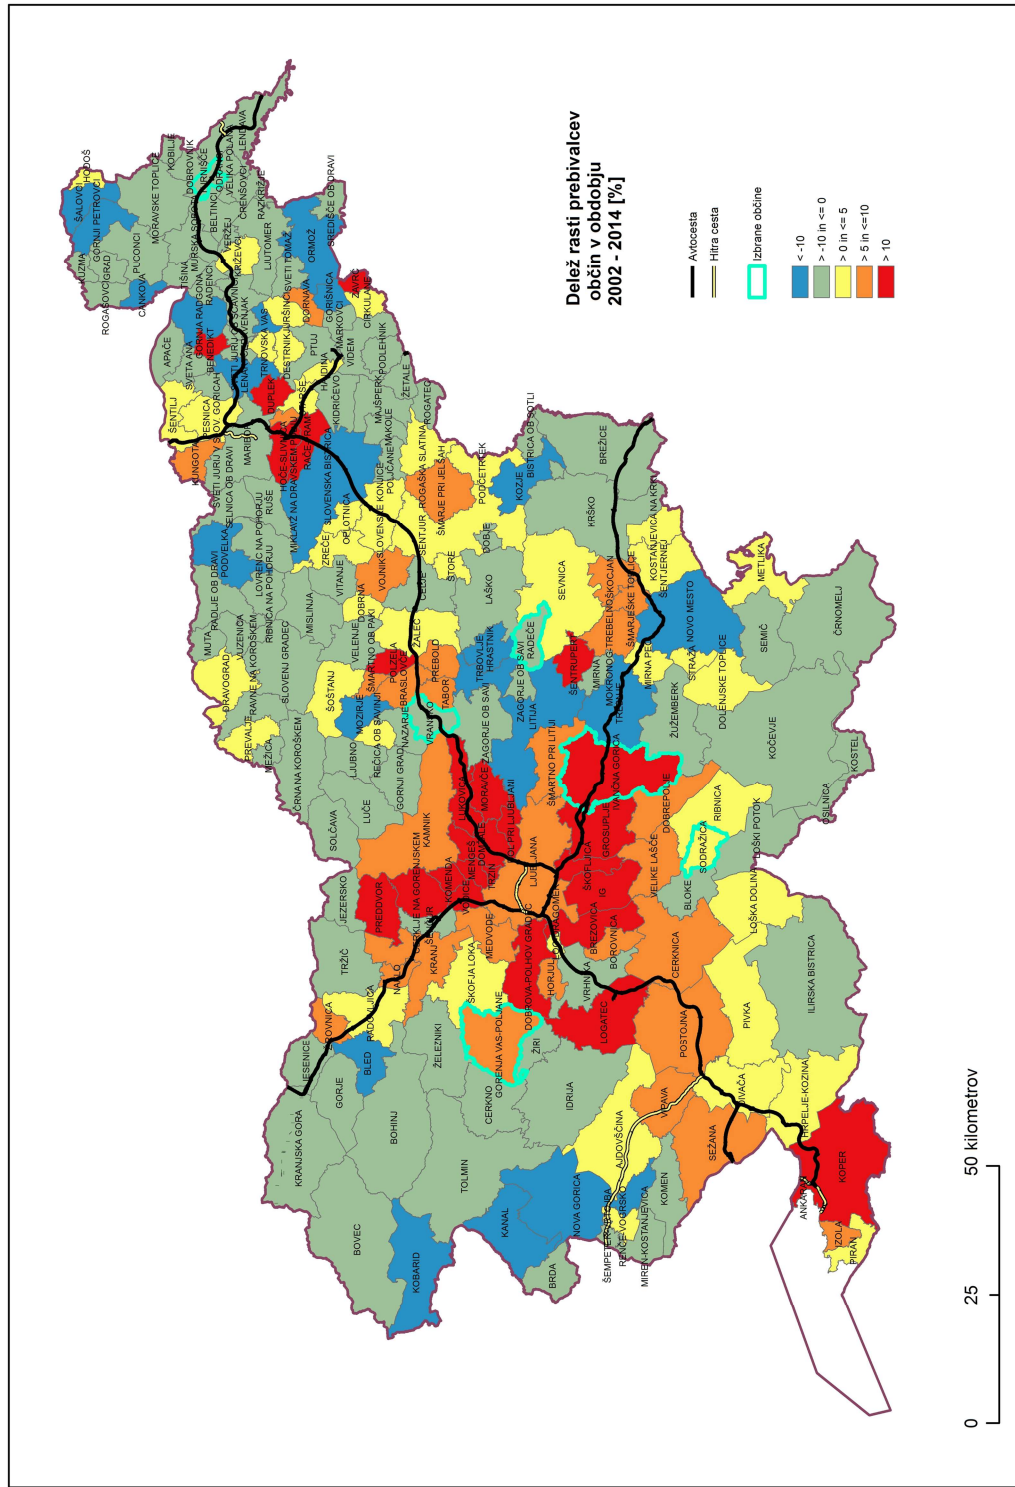 Delež rasti prebivalcev
občin v obdobju
2002 - 2014 [%]
Avtocesta
Hitra cesta
Izbrane občine
< -10
> -10 in <= 0
> 0 in <= 5
> 5 in <=10
> 10
0
25
50 kilometrov
HODOŠ
ŠALOVCI
GORNJI PETROVCI
KUZMA
ROGAŠOVCI
GRAD
PUCONCI
CANKOVA
MORAVSKE TOPLICE
KOBILJE
DOBROVNIK
MURSKA SOBOTA
TIŠINA
BELTINCI
TURNIŠČE
ODRANCI
VELIKA POLANA
LENDAVA
ČRENŠOVCI
RAZKRIŽJE
VERŽEJ
KRIŽEVCI
LJUTOMER
RADENCI
GORNJA RADGONA
APAČE
SVETA ANA
BENEDIKT
SVETI TOMAŽ
ORMOŽ
SREDIŠČE OB DRAVI
ZAVRČ
CIRKULANE
GORIŠNICA
DORNAVA
MARKOVCI
JURŠINCI
DESTRNIK
TRNOVSKA VAS
PTUJ
VIDEM
PODLEHNIK
ŽETALE
HAJDINA
KIDRIČEVO
MAJŠPERK
MAKOLE
POLJČANE
ROGATEC
ŠENTILJ
PESNICA
KUNGOTA
MARIBOR
DUPLEK
SVETI JURIJ V SLOV. GORICAH
SELNICA OB DRAVI
RUŠE
HOČE-SLIVNICA
MIKLAVŽ NA DRAVSKEM POLJU
RAČE-FRAM
SLOVENSKA BISTRICA
OPLOTNICA
ZREČE
SLOVENSKE KONJICE
LOVRENC NA POHORJU
RIBNICA NA POHORJU
PODVELKA
RADLJE OB DRAVI
MUTA
VUZENICA
DRAVOGRAD
RAVNE NA KOROŠKEM
PREVALJE
MEŽICA
ČRNA NA KOROŠKEM
SLOVENJ GRADEC
MISLINJA
VITANJE
VOJNIK
DOBRNA
VELENJE
ŠOŠTANJ
ŠMARTNO OB PAKI
MOZIRJE
REČICA OB SAVINJI
LJUBNO
LUČE
SOLČAVA
GORNJI GRAD
NAZARJE
POLZELA
BRASLOVČE
ŽALEC
PREBOLD
TABOR
VRANSKO
CELJE
ŠTORE
ŠENTJUR
ROGAŠKA SLATINA
ŠMARJE PRI JELŠAH
PODČETRTEK
KOZJE
BISTRICA OB SOTLI
DOBJE
LAŠKO
HRASTNIK
TRBOVLJE
ZAGORJE OB SAVI
ZAGORJE OB SAVI
RADEČE
SEVNICA
KRŠKO
BREŽICE
KOSTANJEVICA NA KRKI
ŠENTJERNEJ
ŠKOCJAN
ŠMARJEŠKE TOPLICE
MOKRONOG-TREBELNO
ŠENTRUPERT
MIRNA
TREBNJE
MIRNA PEČ
NOVO MESTO
STRAŽA
DOLENJSKE TOPLICE
ŽUŽEMBERK
METLIKA
SEMIČ
ČRNOMELJ
KOČEVJE
KOSTEL
OSILNICA
LOŠKI POTOK
RIBNICA
SODRAŽICA
DOBREPOLJE
VELIKE LAŠČE
BLOKE
LOŠKA DOLINA
LITIJA
ŠMARTNO PRI LITIJI
IVANČNA GORICA
GROSUPLJE
ŠKOFLJICA
IG
BREZOVICA
BOROVNICA
VRHNIKA
LOGATEC
HORJUL
DOBROVA-POLHOV GRADEC
LJUBLJANA
DOL PRI LJUBLJANI
MORAVČE
LUKOVICA
DOMŽALE
TRZIN
MENGEŠ
KOMENDA
VODICE
MEDVODE
KAMNIK
CERKLJE NA GORENJSKEM
ŠENČUR
KRANJ
NAKLO
PREDDVOR
JEZERSKO
TRŽIČ
ŠKOFJA LOKA
RADOVLJICA
ŽIROVNICA
JESENICE
BLED
GORJE
KRANJSKA GORA
BOHINJ
ŽELEZNIKI
GORENJA VAS-POLJANE
ŽIRI
CERKNO
IDRIJA
TOLMIN
BOVEC
KOBARID
KANAL
BRDA
NOVA GORICA
ŠEMPETER-VRTOJBA
RENČE-VOGRSKO
MIREN-KOSTANJEVICA
KOMEN
AJDOVŠČINA
VIPAVA
SEŽANA
DIVAČA
HRPELJE-KOZINA
POSTOJNA
PIVKA
CERKNICA
ILIRSKA BISTRICA
ANKARAN
KOPER
IZOLA
PIRAN